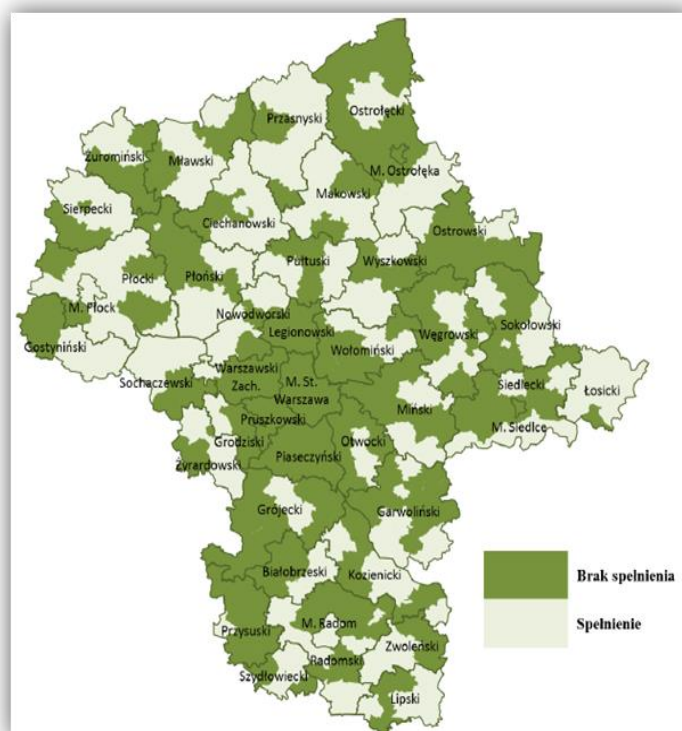 Ostrołęcki
Przasnyski
Żuromiński
Mławski
M. Ostrołęka
Makowski
Sierpecki
Ciechanowski
Ostrowski
Pułtuski
Wyszkowski
Płocki
Płoński
M. Płock
Nowodworski
Legionowski
Węgrowski
Sokołowski
Gostyniński
Wołomiński
Warszawski
Zach.
Sochaczewski
M. St.
Warszawa
Siedlecki
Łosicki
Miński
Pruszkowski
M. Siedlce
Grodziski
Otwocki
Piaseczyński
Żyrardowski
Grójecki
Garwoliński
Białobrzeski
Kozienicki
Brak spełnienia
Spełnienie
M. Radom
Przysuski
Zwoleński
Radomski
Szydłowiecki
Lipski